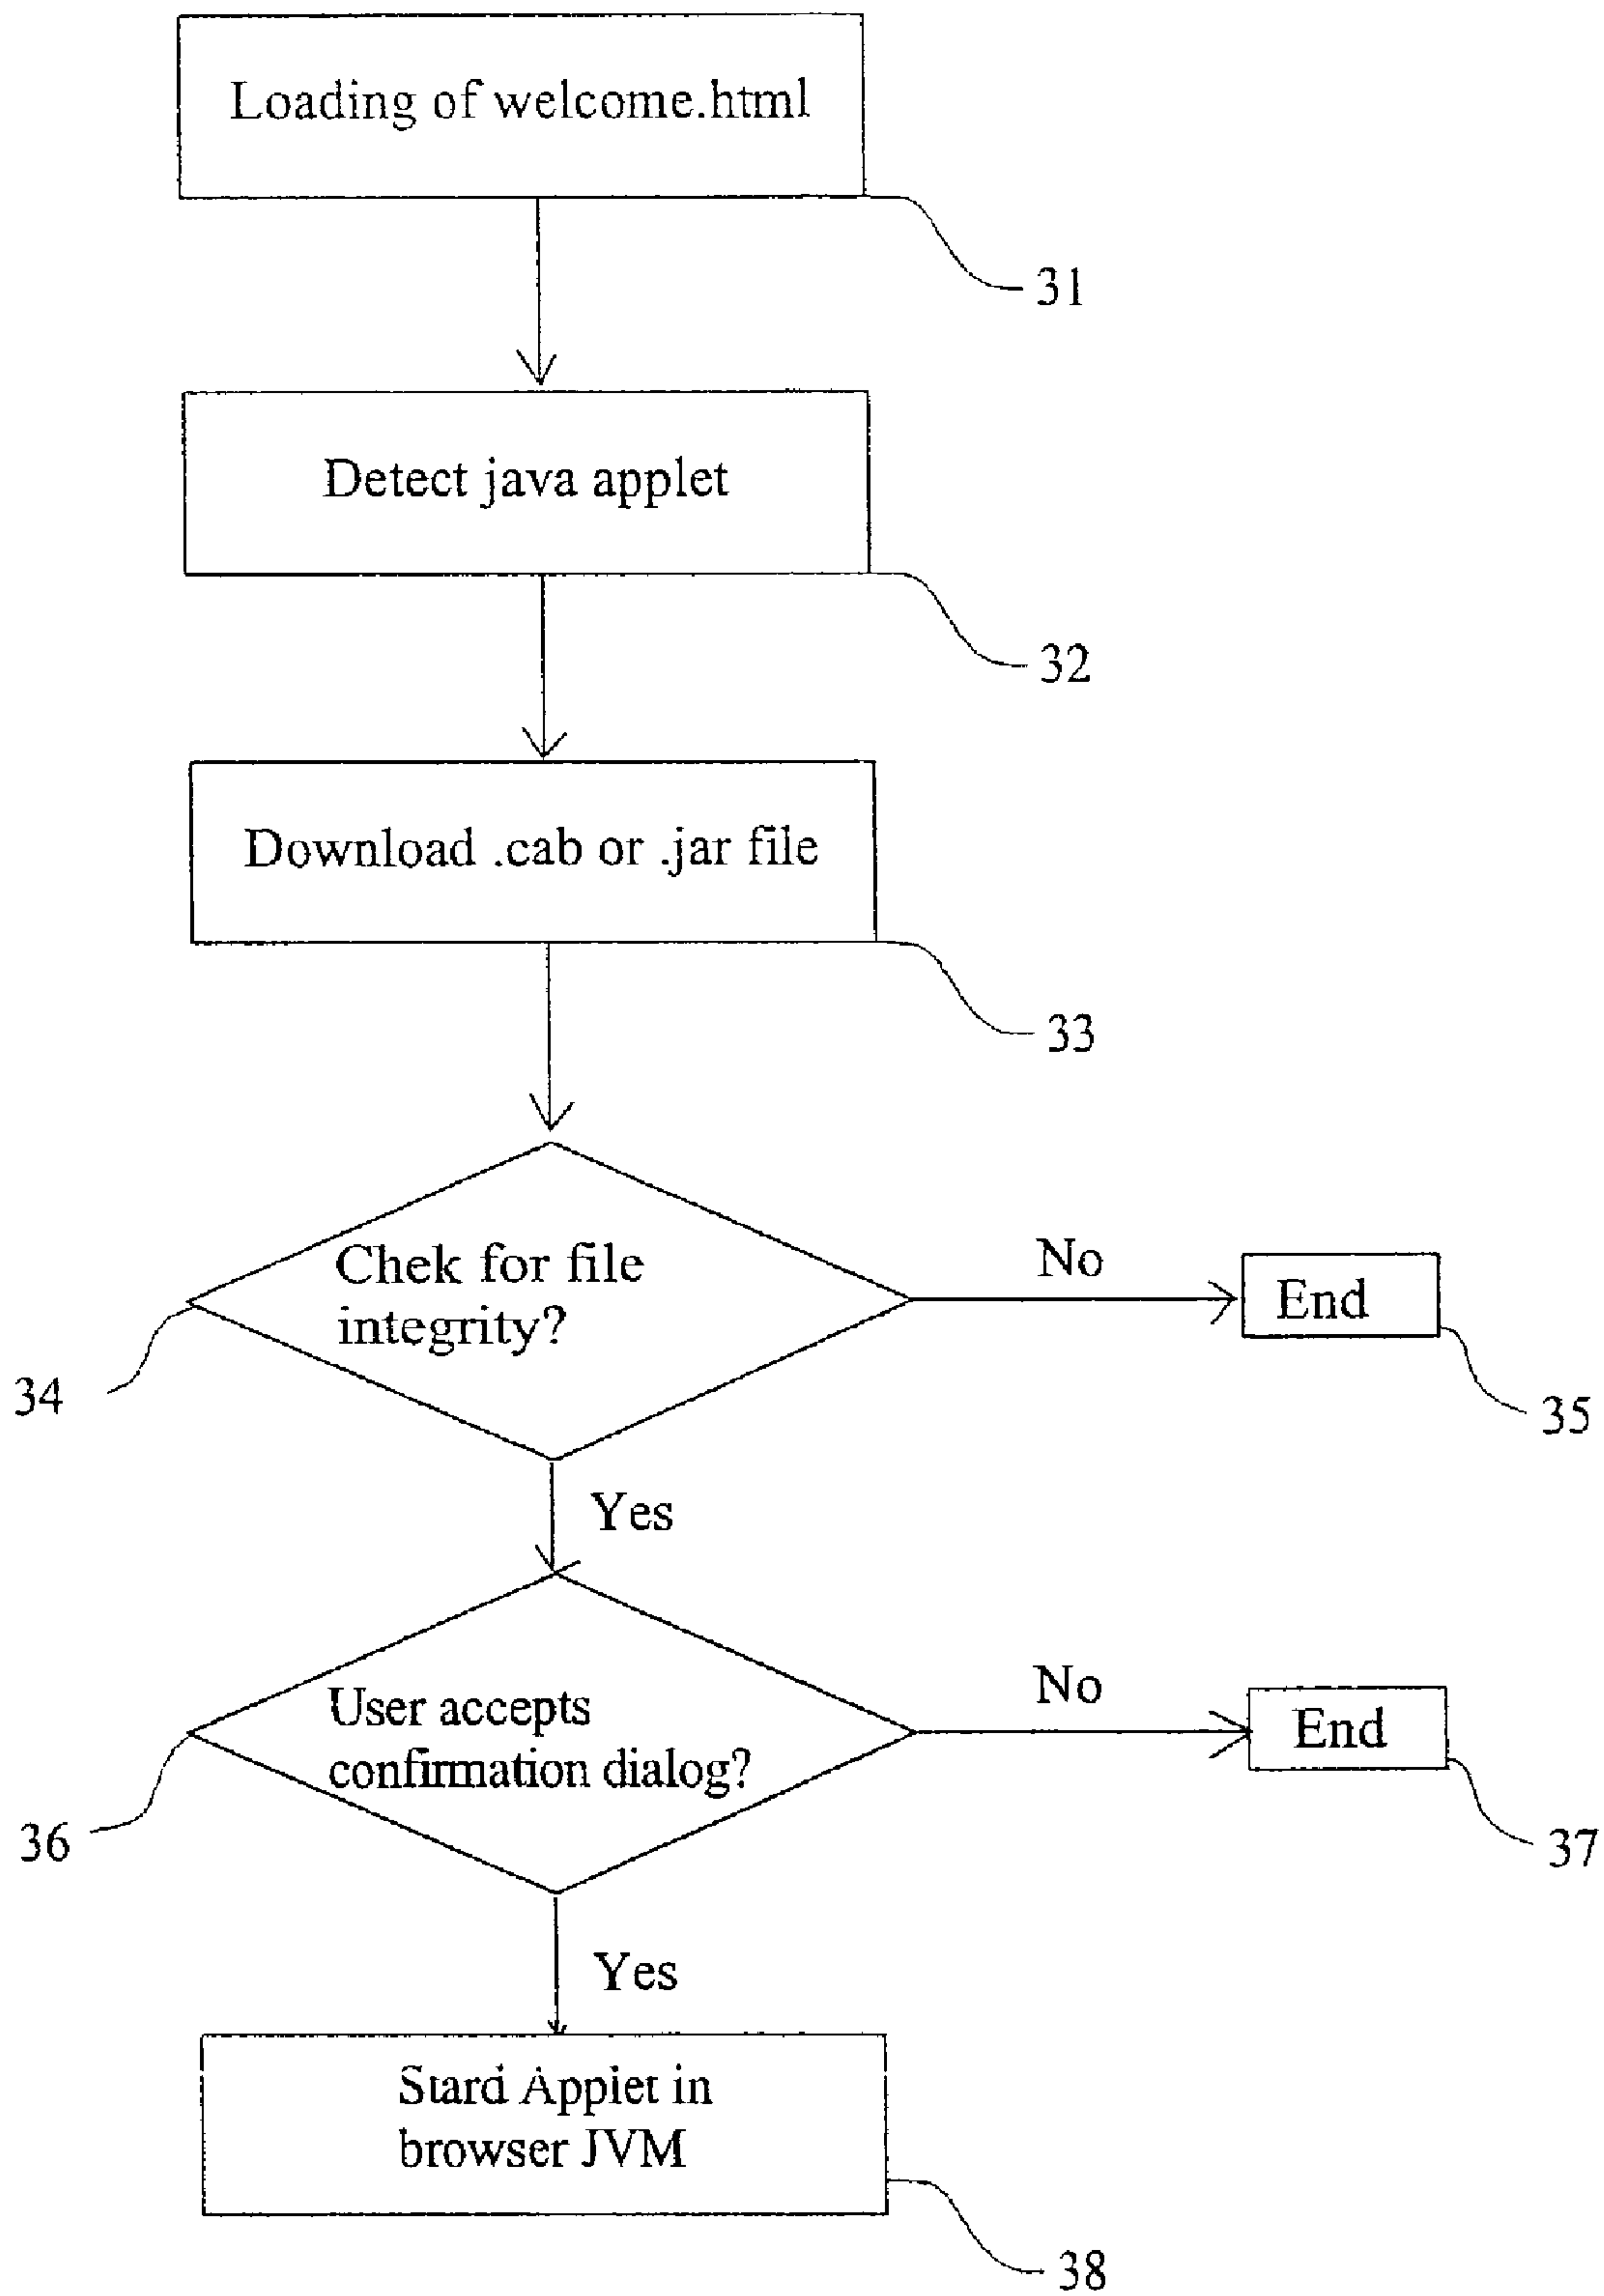 Loading of welcome.html
31
Detect java applet
32
Download .cab or .jar file
33
Chek for file
integrity?
No
End
34
35
Yes
User accepts
confirmation dialog?
No
End
36
37
Yes
Stard Applet in
browser JVM
38